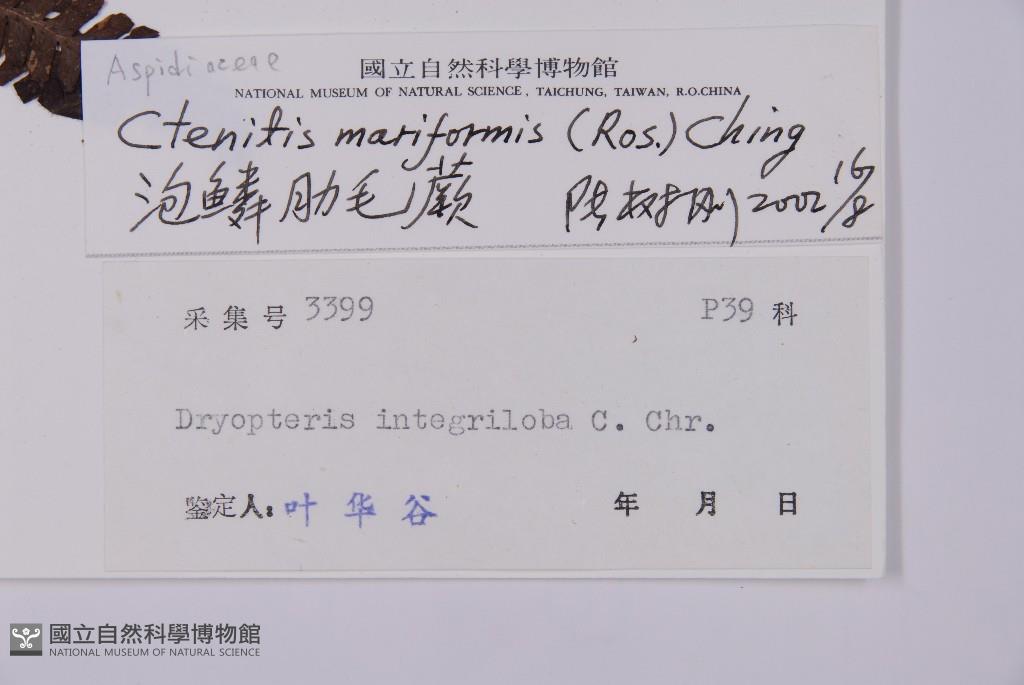 Aspidiaceae
國立自然科學博物館
NATIONAL MUSEUM OF NATURAL SCIENCE, TAICHUNG, TAIWAN, R.O.CHINA
Ctenitis mariformis (Ros.) Ching
泡鱗肋毛蕨 陈树刚 2002
采集号 3399 P39 科
Dryopteris integriloba C. Chr.
鉴定人: 叶华谷 年 月 日
國立自然科學博物館
NATIONAL MUSEUM OF NATURAL SCIENCE